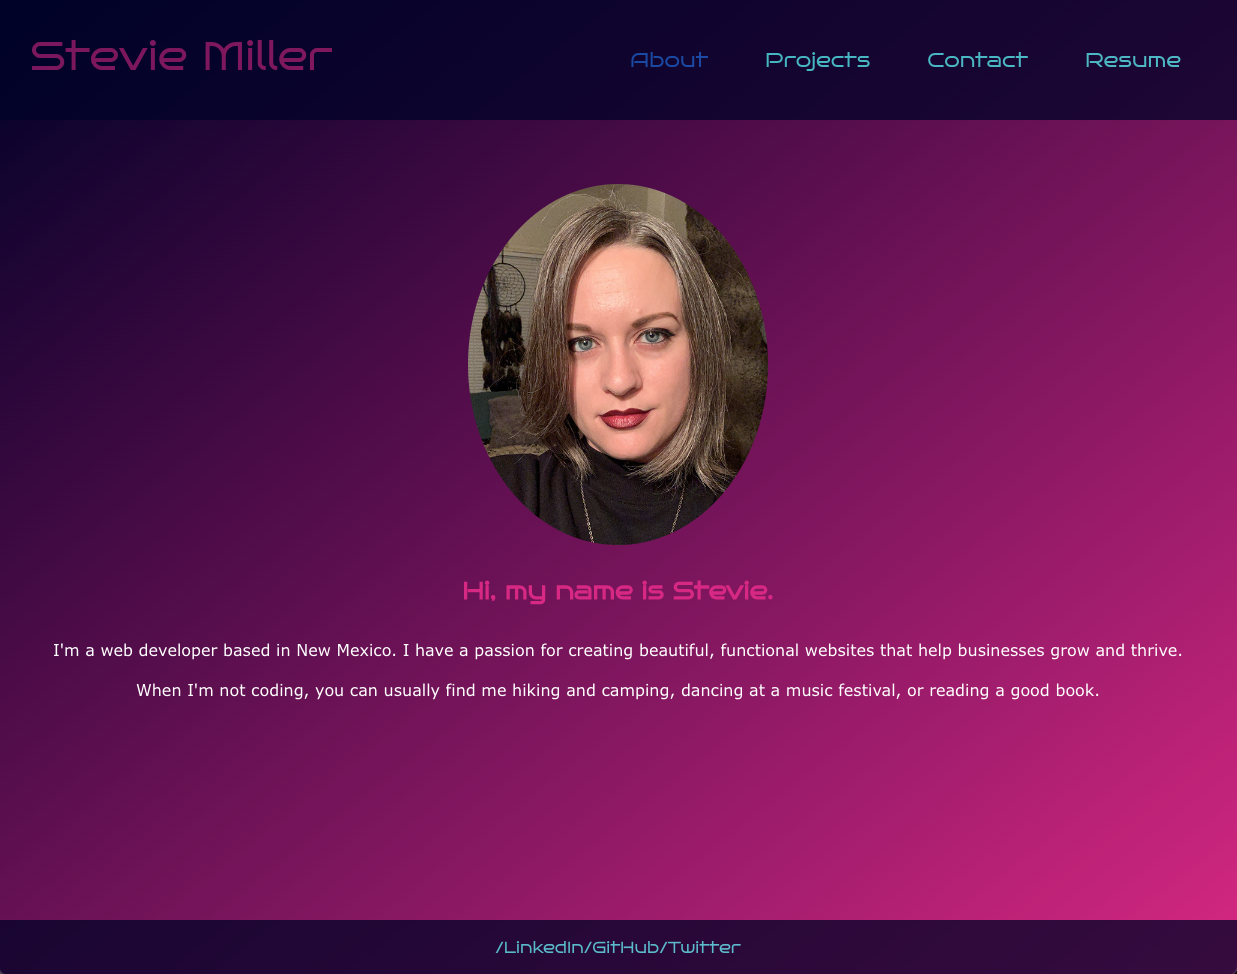 Stevie Miller
About Projects Contact Resume
Hi, my name is Stevie.
I'm a web developer based in New Mexico. I have a passion for creating beautiful, functional websites that help businesses grow and thrive.
When I'm not coding, you can usually find me hiking and camping, dancing at a music festival, or reading a good book.
/LinkedIn/GitHub/Twitter